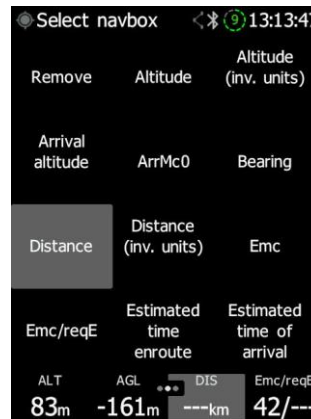 Select navbox 9 13:13:47
Remove
Altitude
Altitude
(inv. units)
Arrival
altitude
ArrMc0
Bearing
Distance
Distance
(inv. units)
Emc
Emc/reqE
Estimated
time
enroute
Estimated
time of
arrival
ALT AGL DIS Emc/reqE
83m -161m ---km 42/---